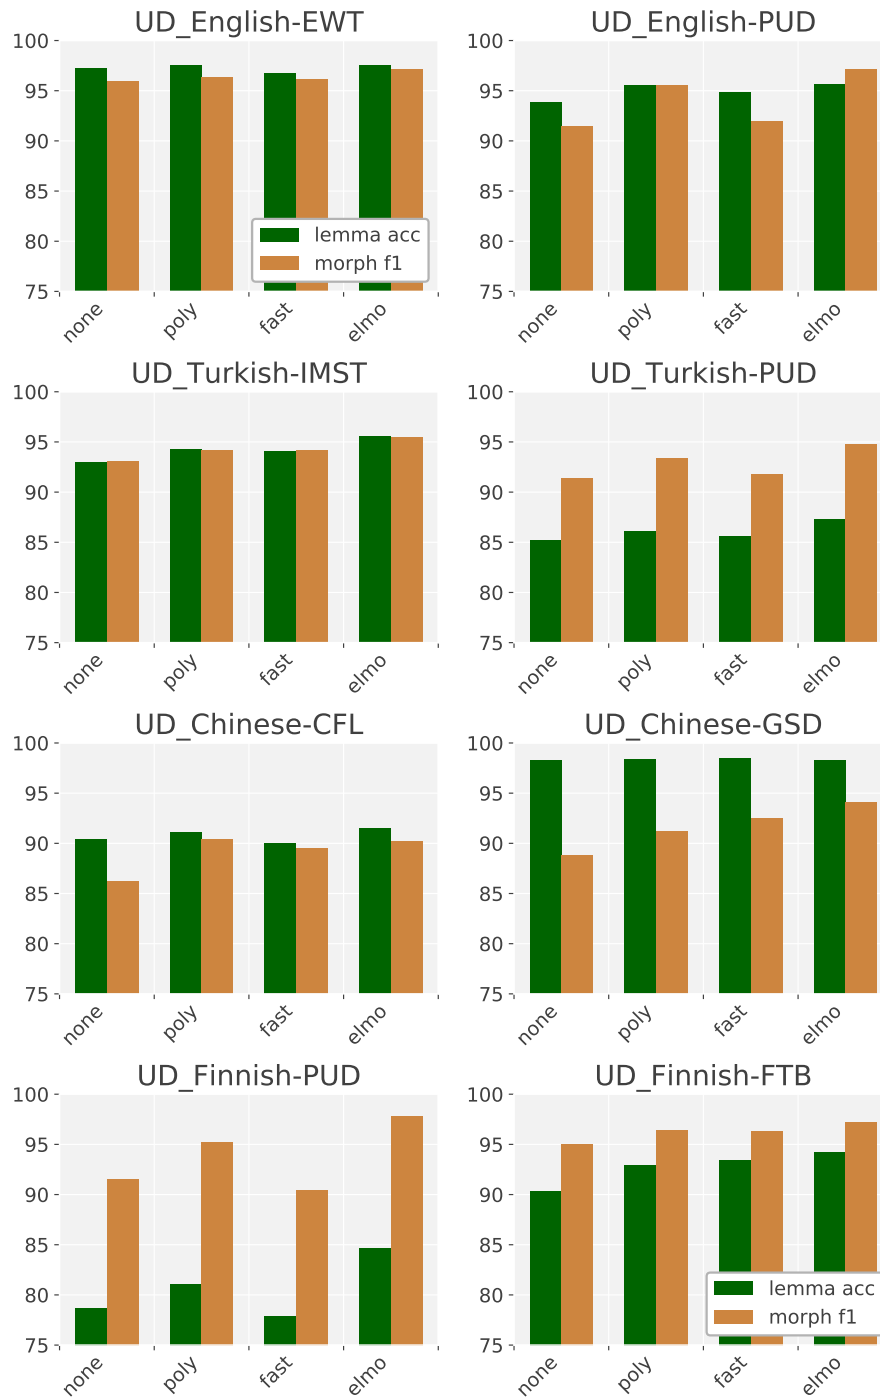 UD_English-EWT
100
95
90
85
80
75
lemma acc
morph f1
none
poly
fast
elmo
UD_English-PUD
100
95
90
85
80
75
none
poly
fast
elmo
UD_Turkish-IMST
100
95
90
85
80
75
none
poly
fast
elmo
UD_Turkish-PUD
100
95
90
85
80
75
none
poly
fast
elmo
UD_Chinese-CFL
100
95
90
85
80
75
none
poly
fast
elmo
UD_Chinese-GSD
100
95
90
85
80
75
none
poly
fast
elmo
UD_Finnish-PUD
100
95
90
85
80
75
none
poly
fast
elmo
UD_Finnish-FTB
100
95
90
85
80
75
lemma acc
morph f1
none
poly
fast
elmo